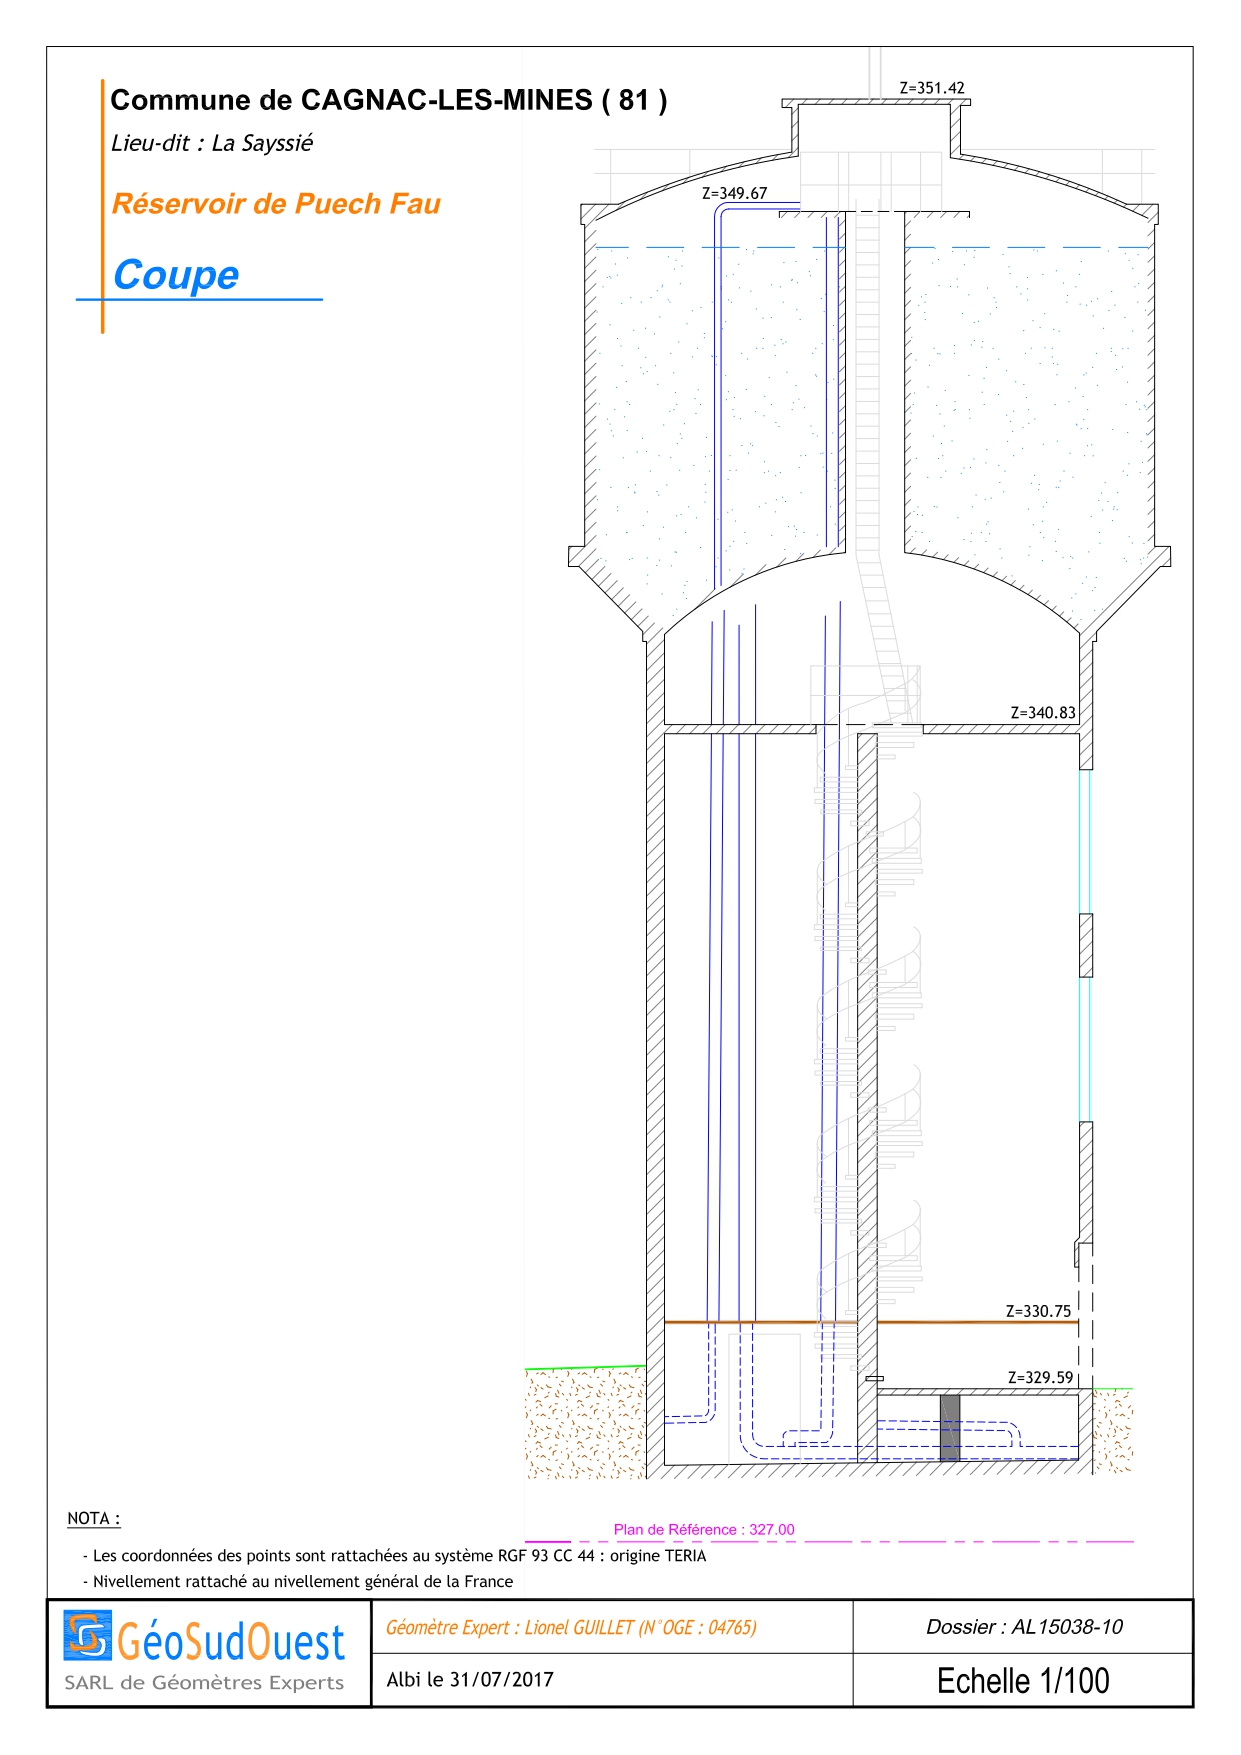 Commune de CAGNAC-LES-MINES ( 81 )
Lieu-dit : La Sayssié
Réservoir de Puech Fau
Coupe
Z=351.42
Z=349.67
Z=340.83
Z=330.75
Z=329.59
NOTA :
Plan de Référence : 327.00
- Les coordonnées des points sont rattachées au système RGF 93 CC 44 : origine TERIA
- Nivellement rattaché au nivellement général de la France
GéoSudOuest
SARL de Géomètres Experts
Géomètre Expert : Lionel GUILLET (N°OGE : 04765)
Albi le 31/07/2017
Dossier : AL15038-10
Echelle 1/100